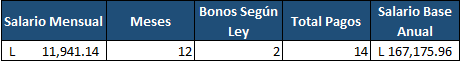 Salario Mensual Meses Bonos Según Ley Total Pagos Salario Base Anual
L 11,941.14 12 2 14 L 167,175.96